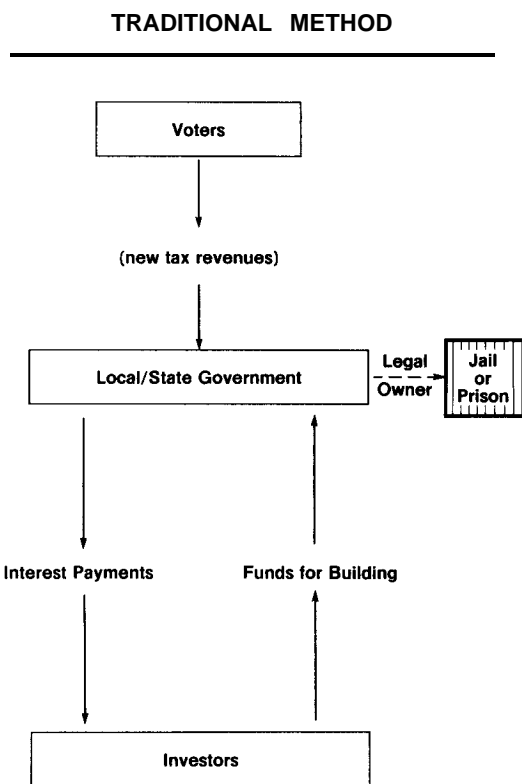 TRADITIONAL METHOD
Voters
(new tax revenues)
Local/State Government
Legal
Owner
Jail
or
Prison
Interest Payments
Funds for Building
Investors